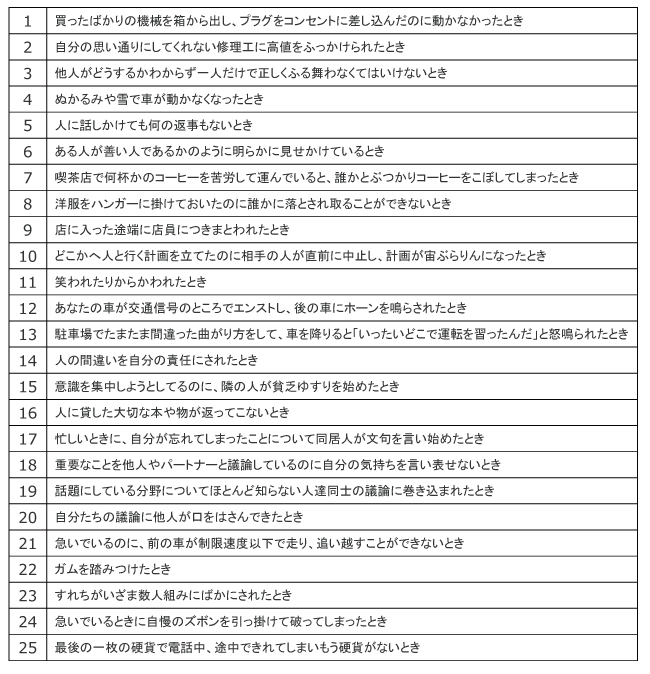 1 買ったばかりの機械を箱から出し、プラグをコンセントに差し込んだのに動かなかったとき
2 自分の思い通りにしてくれない修理工に高値をふっかけられたとき
3 他人がどうするかわからず一人だけで正しくふる舞わなくてはいけないとき
4 ぬかるみや雪で車が動かなくなったとき
5 人に話しかけても何の返事もないとき
6 ある人が善い人であるかのように明らかに見せかけているとき
7 喫茶店で何杯かのコーヒーを苦労して運んでいると、誰かとぶつかりコーヒーをこぼしてしまったとき
8 洋服をハンガーに掛けておいたのに誰かに落とされ取ることができないとき
9 店に入った途端に店員につきまとわれたとき
10 どこかへ人と行く計画を立てたのに相手の人が直前に中止し、計画が宙ぶらりんになったとき
11 笑われたりからかわれたとき
12 あなたの車が交通信号のところでエンストし、後の車にホーンを鳴らされたとき
13 駐車場でたまたま間違った曲がり方をして、車を降りると「いったいどこで運転を習ったんだ」と怒鳴られたとき
14 人の間違いを自分の責任にされたとき
15 意識を集中しようとしてるのに、隣の人が貧乏ゆすりを始めたとき
16 人に貸した大切な本や物が返ってこないとき
17 忙しいときに、自分が忘れてしまったことについて同居人が文句を言い始めたとき
18 重要なことを他人やパートナーと議論しているのに自分の気持ちを言い表せないとき
19 話題にしている分野についてほとんど知らない人達同士の議論に巻き込まれたとき
20 自分たちの議論に他人が口をはさんできたとき
21 急いでいるのに、前の車が制限速度以下で走り、追い越すことができないとき
22 ガムを踏みつけたとき
23 すれちがいざま数人組みにばかにされたとき
24 急いでいるときに自慢のズボンを引っ掛けて破ってしまったとき
25 最後の一枚の硬貨で電話中、途中できれてしまいもう硬貨がないとき